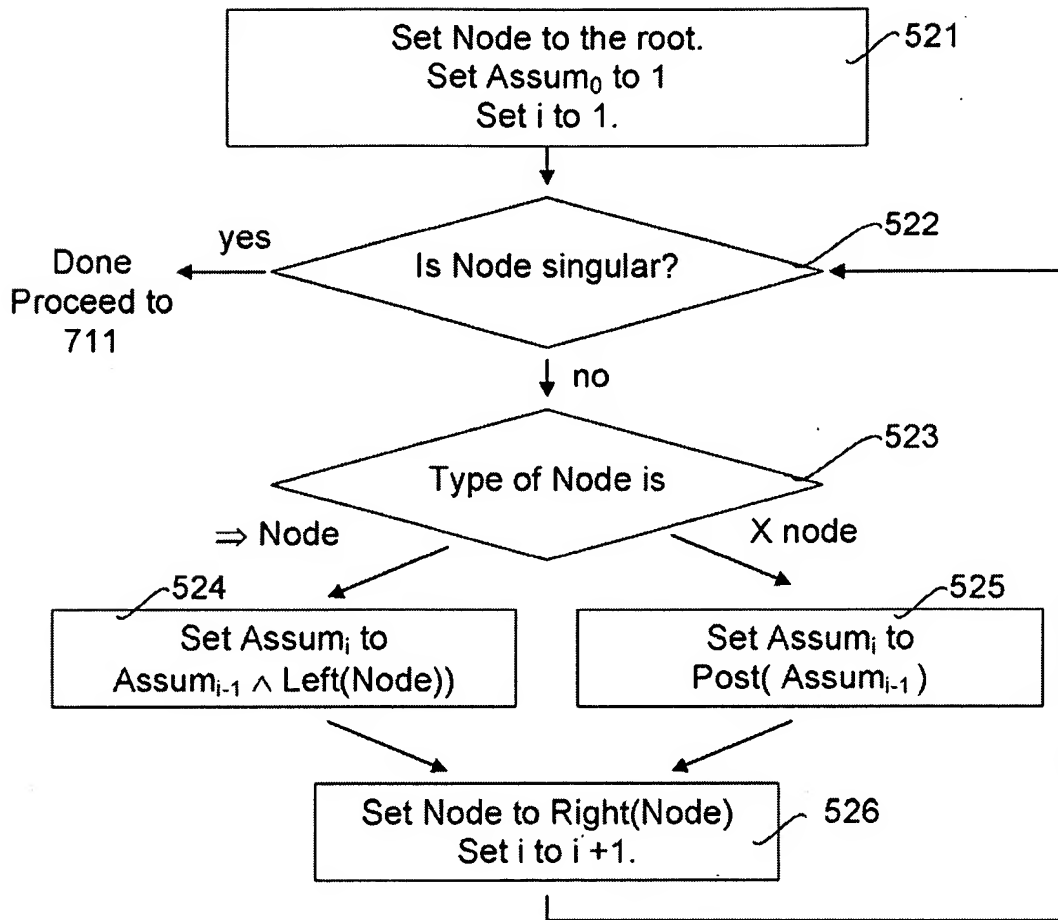 Set Node to the root.
Set Assum₀ to 1
Set i to 1.
521
522
yes
Is Node singular?
Done
Proceed to
711
no
523
Type of Node is
⇒ Node
X node
524
525
Set Assumᵢ to
Assumᵢ₋₁ ∧ Left(Node))
Set Assumᵢ to
Post( Assumᵢ₋₁ )
Set Node to Right(Node)
Set i to i +1.
526